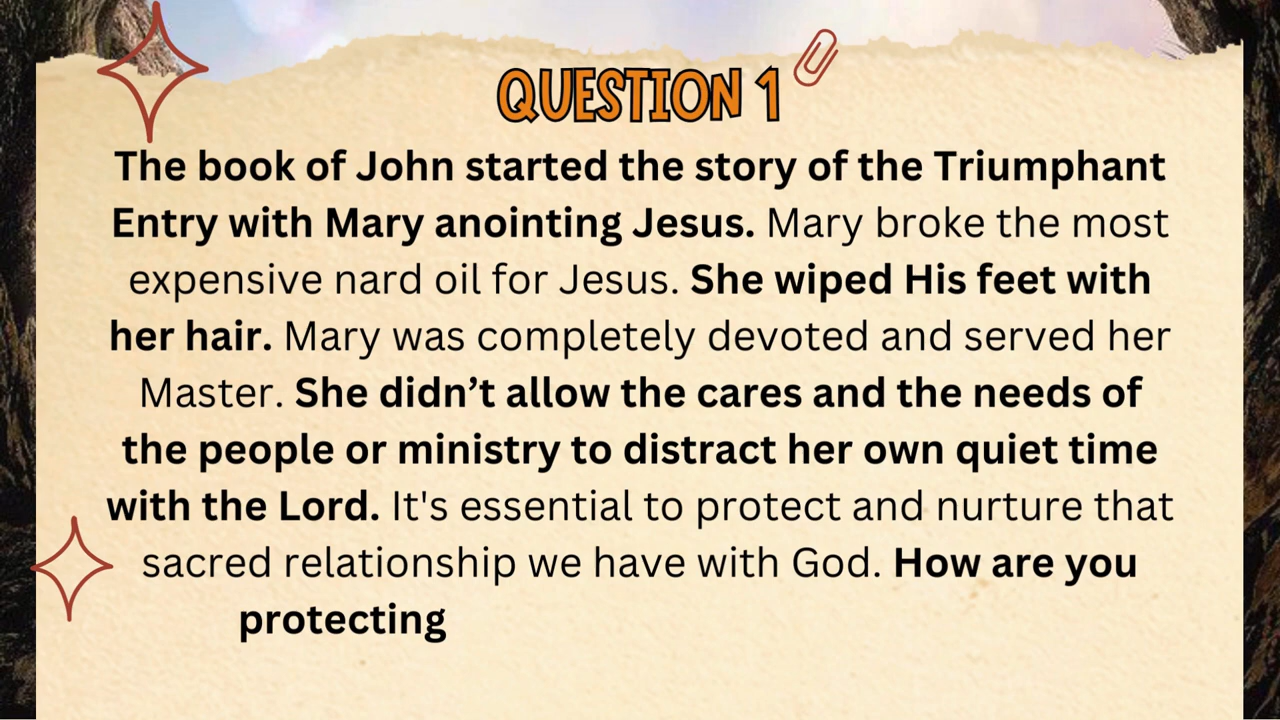 QUESTION 1
The book of John started the story of the Triumphant
Entry with Mary anointing Jesus. Mary broke the most
expensive nard oil for Jesus. She wiped His feet with
her hair. Mary was completely devoted and served her
Master. She didn’t allow the cares and the needs of
the people or ministry to distract her own quiet time
with the Lord. It's essential to protect and nurture that
sacred relationship we have with God. How are you
protecting